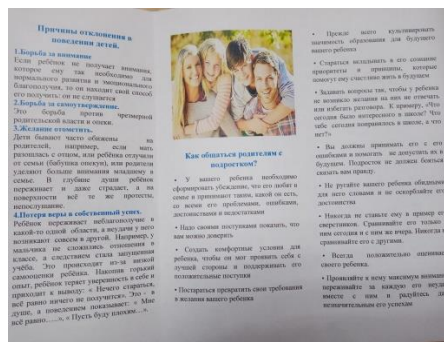 Причины отклонения в
поведении детей.
1.Борьба за внимание
Если ребёнок не получает внимания,
которое ему так необходимо для
нормального развития и эмоционального
благополучия, то он находит свой способ
его получить: он не слушается
2.Борьба за самоутверждение.
Это борьба против чрезмерной
родительской власти и опеки.
3.Желание отомстить.
Дети бывают часто обижены на
родителей, например, если мать
разошлась с отцом, или ребёнка отлучили
от семьи (бабушка опекун), или родители
уделяют больше внимания младшему в
семье. В глубине души ребёнок
переживает и даже страдает, а на
поверхности всё те же протесты,
непослушание.
4.Потеря веры в собственный успех.
Ребёнок переживает неблагополучие в
какой-то одной области, а неудачи у него
возникают совсем в другой. Например, у
мальчика не сложились отношения в
классе, а следствием стала запущенная
учёба. Это происходит из-за низкой
самооценки ребёнка. Накопив горький
опыт, ребёнок теряет уверенность в себе и
приходит к выводу: « Нечего стараться,
всё равно ничего не получится». Это - в
душе, а поведением показывает: « Мне
всё равно…..», « Пусть буду плохим…».
Как общаться родителям с
подростком?
• У вашего ребенка необходимо
сформировать убеждение, что его любят в
семье и принимают таким, какой он есть,
со всеми его проблемами, ошибками,
достоинствами и недостатками
• Надо своими поступками показать, что
вам можно доверять
• Создать комфортные условия для
ребенка, чтобы он мог проявить себя с
лучшей стороны и поддерживать его
положительные поступки
• Постараться превратить свои требования
в желания вашего ребенка
• Прежде всего культивировать
значимость образования для будущего
вашего ребенка
• Стараться вкладывать в его сознание
приоритеты и принципы, которые
помогут ему счастливо жить в будущем
• Задавать вопросы так, чтобы у ребенка
не возникло желания на них не отвечать
или избегать разговора. К примеру, «Что
сегодня было интересного в школе? Что
тебе сегодня понравилось в школе, а что
нет?»
• Вы должны принимать его с его
ошибками и помогать не допустить их в
будущем. Подросток не должен бояться
сказать вам правду.
• Не ругайте вашего ребенка обидными
для него словами и не оскорбляйте его
достоинства
• Никогда не ставьте ему в пример его
сверстников. Сравнивайте его только с
ним сегодня и с ним же вчера. Никогда не
сравнивайте его с другими.
• Всегда положительно оценивайте
своего ребенка.
• Проявляйте к нему максимум внимания,
переживайте за каждую его неудачу
вместе с ним и радуйтесь даже
незначительным его успехам